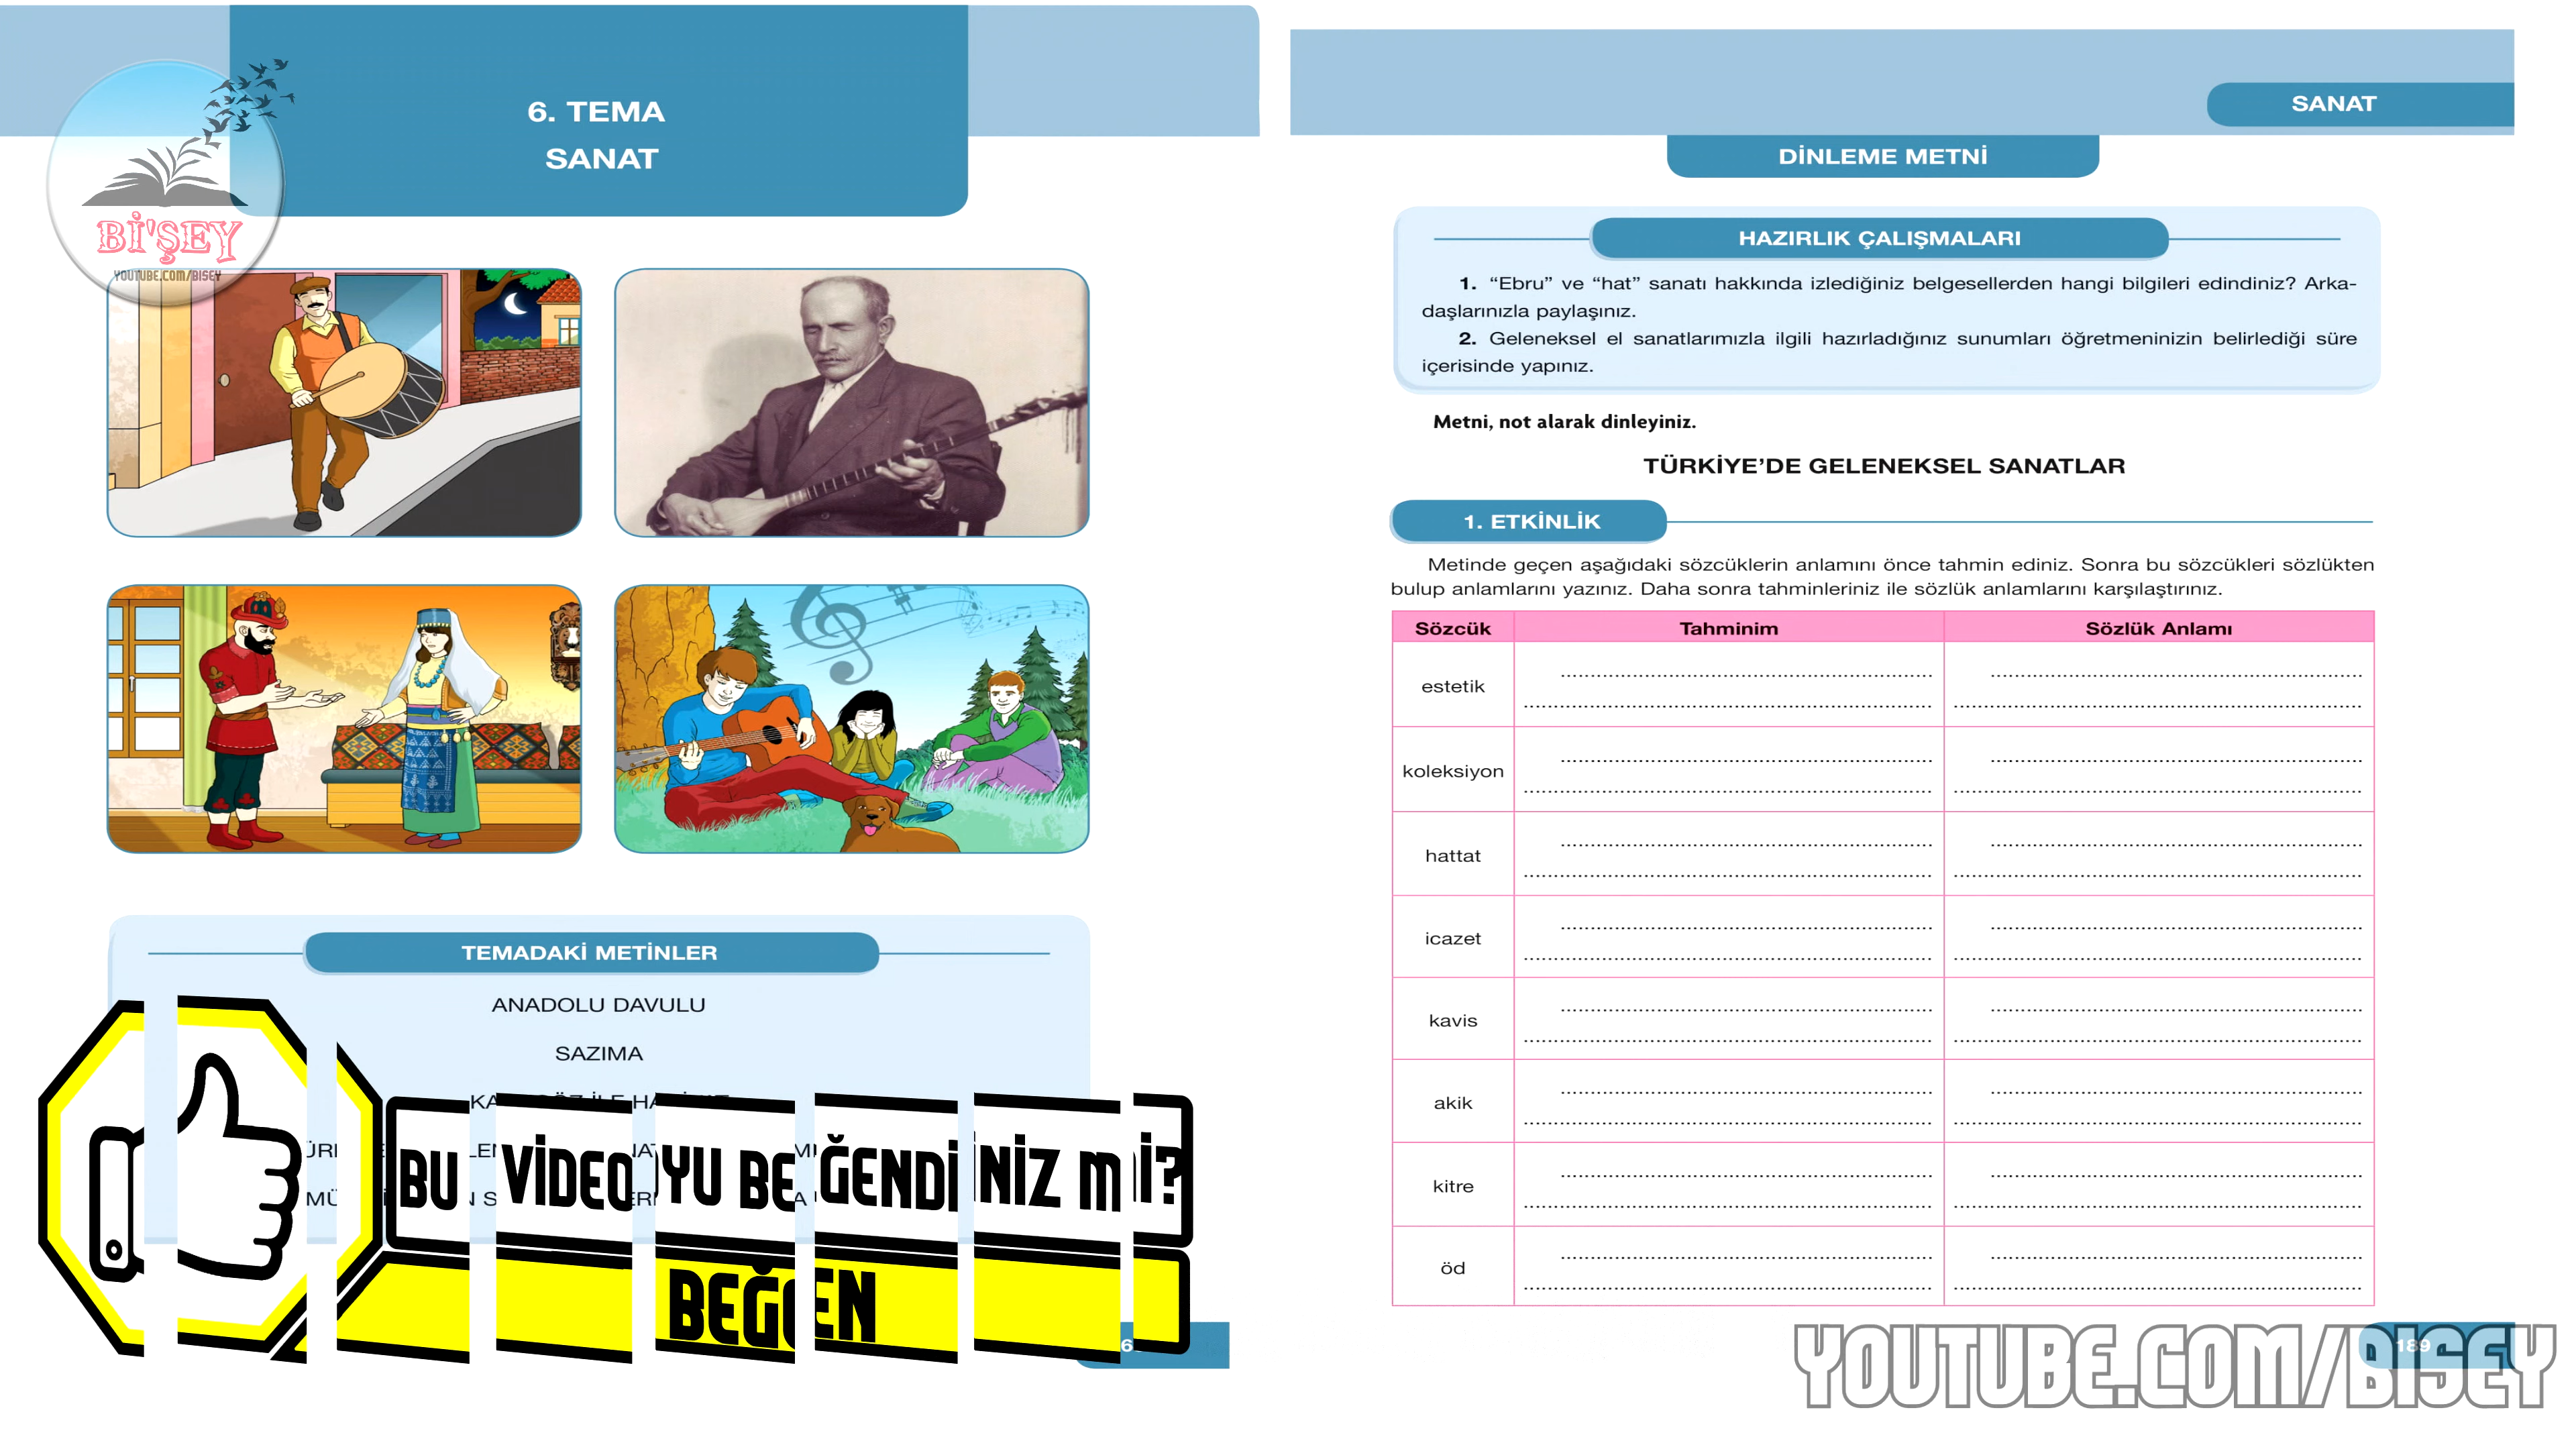 6. TEMA
SANAT
Bİ'ŞEY
YOUTUBE.COM/BISEY
TEMADAKİ METİNLER
ANADOLU DAVULU
SAZIMA
BU VİDEOYU BEĞENDİNİZ Mİ?
BEĞEN
SANAT
DİNLEME METNİ
HAZIRLIK ÇALIŞMALARI
1. “Ebru” ve “hat” sanatı hakkında izlediğiniz belgesellerden hangi bilgileri edindiniz? Arka-
daşlarınızla paylaşınız.
2. Geleneksel el sanatlarımızla ilgili hazırladığınız sunumları öğretmeninizin belirlediği süre
içerisinde yapınız.
Metni, not alarak dinleyiniz.
TÜRKİYE’DE GELENEKSEL SANATLAR
1. ETKİNLİK
Metinde geçen aşağıdaki sözcüklerin anlamını önce tahmin ediniz. Sonra bu sözcükleri sözlükten
bulup anlamlarını yazınız. Daha sonra tahminleriniz ile sözlük anlamlarını karşılaştırınız.
Sözcük Tahminim Sözlük Anlamı
estetik
koleksiyon
hattat
icazet
kavis
akik
kitre
öd
189
YOUTUBE.COM/BISEY